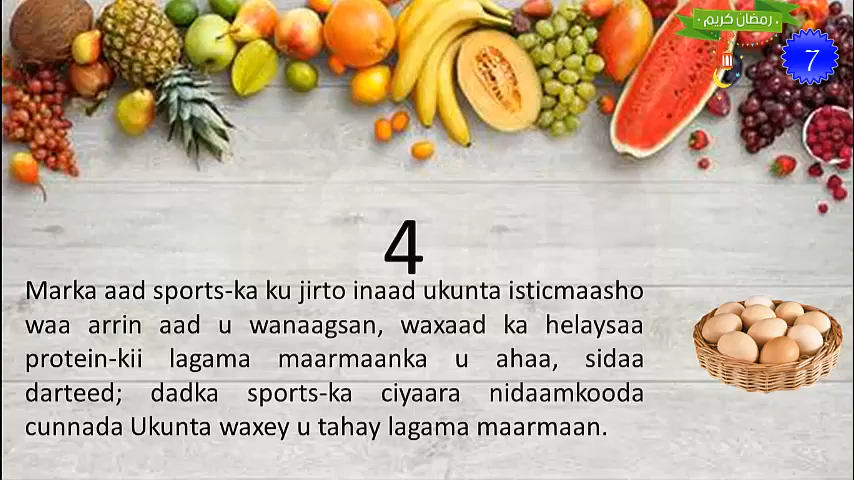 رمضان كريم
7
4
Marka aad sports-ka ku jirto inaad ukunta isticmaasho
waa arrin aad u wanaagsan, waxaad ka helaysaa
protein-kii lagama maarmaanka u ahaa, sidaa
darteed; dadka sports-ka ciyaara nidaamkooda
cunnada Ukunta waxey u tahay lagama maarmaan.